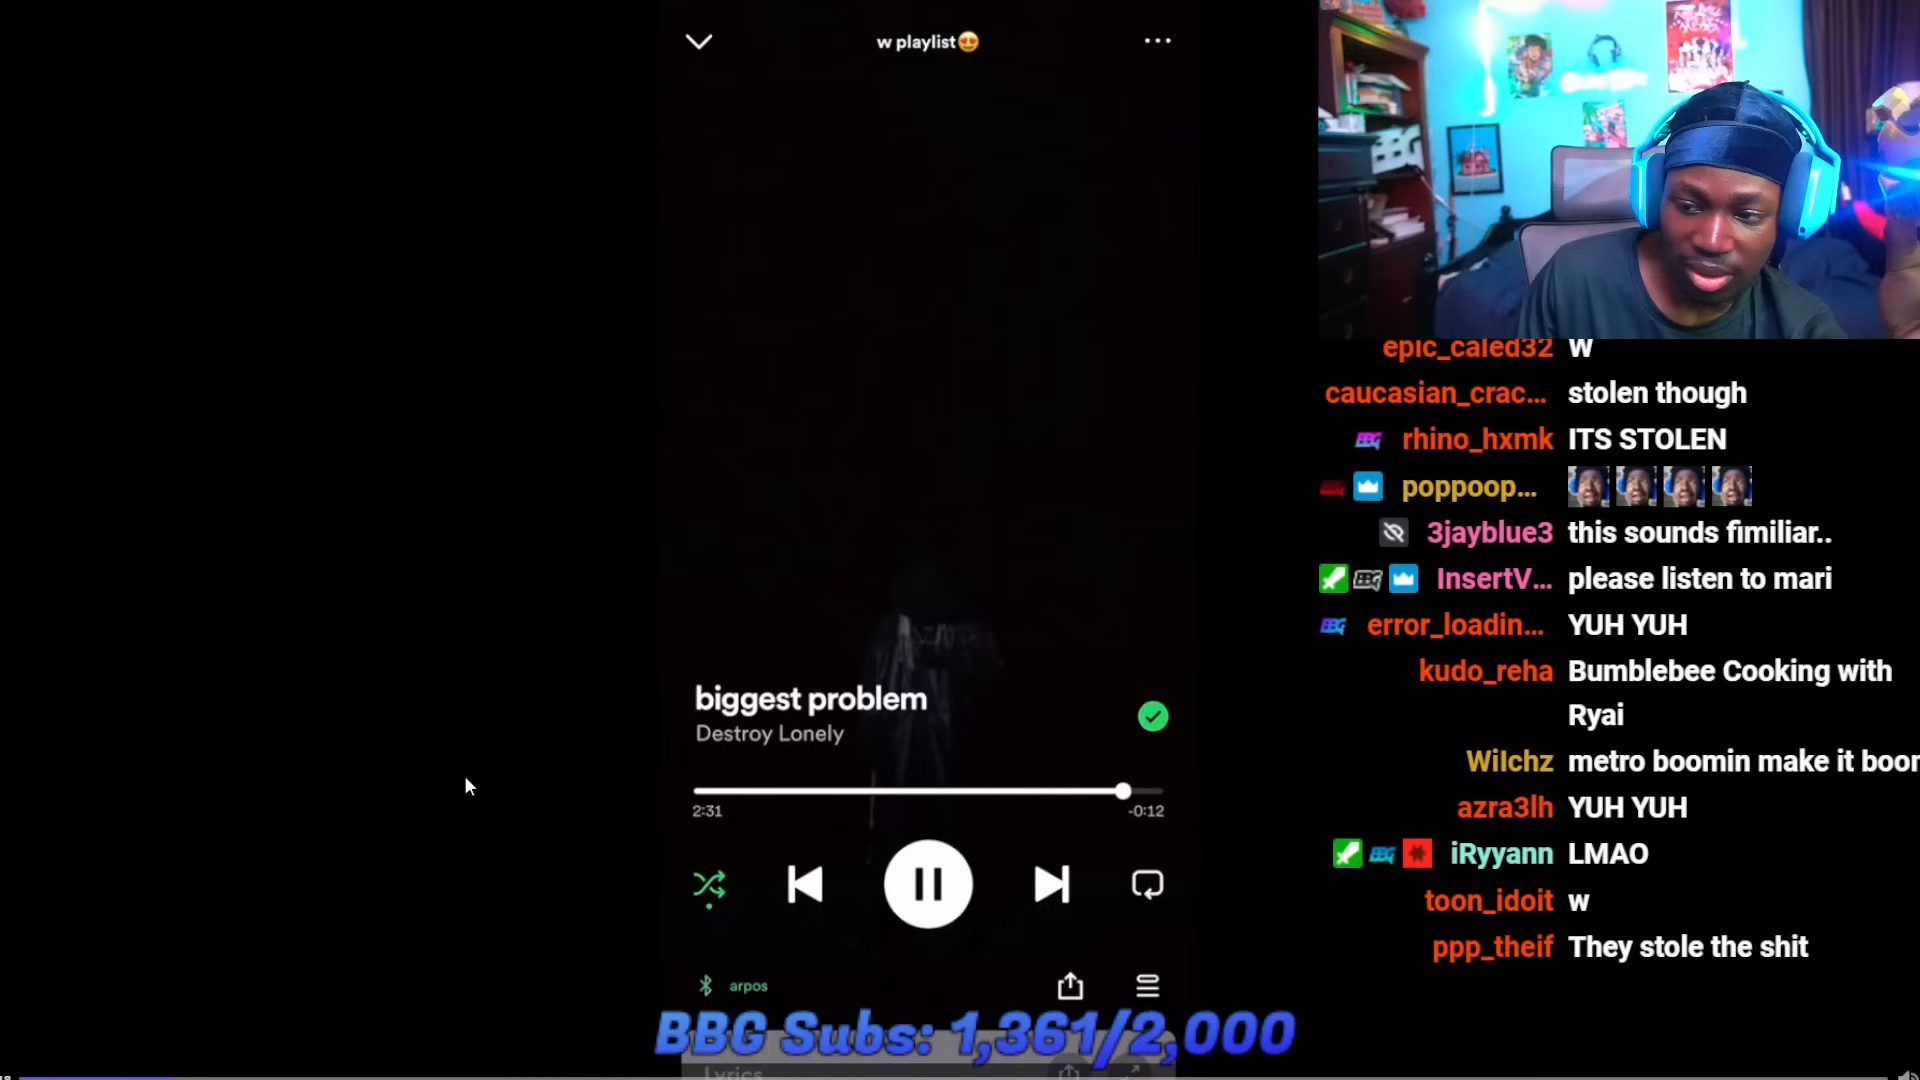 w playlist😍
biggest problem
Destroy Lonely
2:31
-0:12
arpos
BBG Subs: 1,361/2,000
Lyrics
epic_caled32 W
caucasian_crac... stolen though
rhino_hxmk ITS STOLEN
poppoop...
3jayblue3 this sounds fimiliar..
InsertV... please listen to mari
error_loadin... YUH YUH
kudo_reha Bumblebee Cooking with
Ryai
Wilchz metro boomin make it boor
azra3lh YUH YUH
iRyyann LMAO
toon_idoit w
ppp_theif They stole the shit